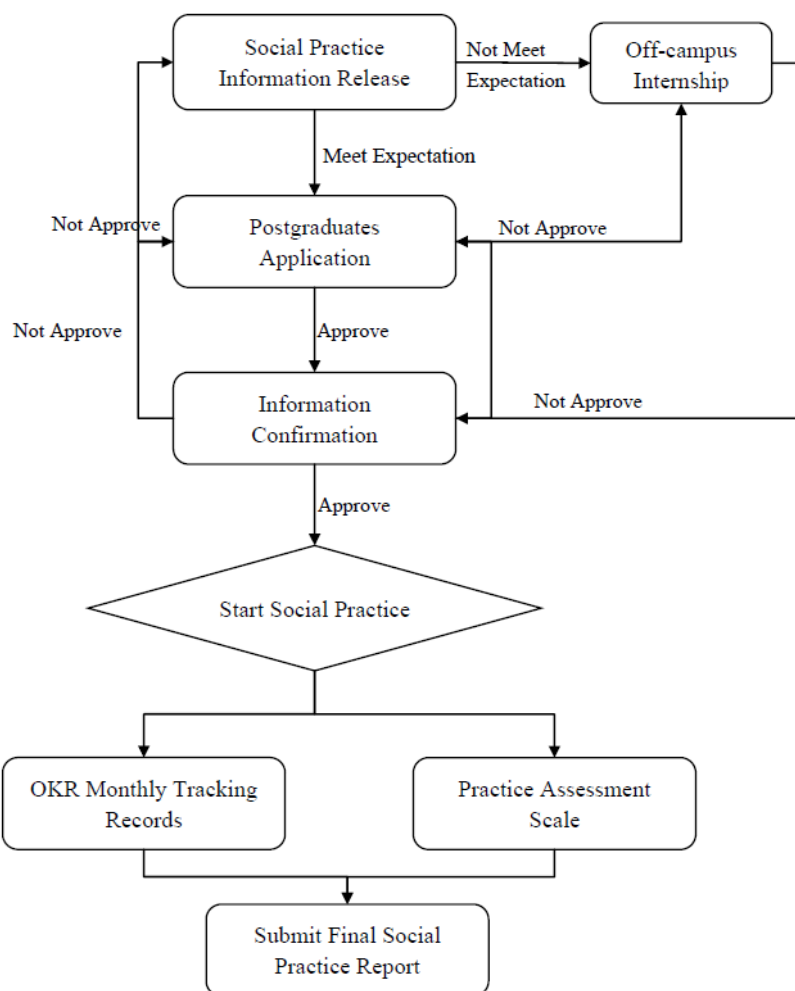 Social Practice
Information Release
Not Meet
Expectation
Off-campus
Internship
Meet Expectation
Not Approve
Postgraduates
Application
Not Approve
Not Approve
Approve
Information
Confirmation
Not Approve
Approve
Start Social Practice
OKR Monthly Tracking
Records
Practice Assessment
Scale
Submit Final Social
Practice Report